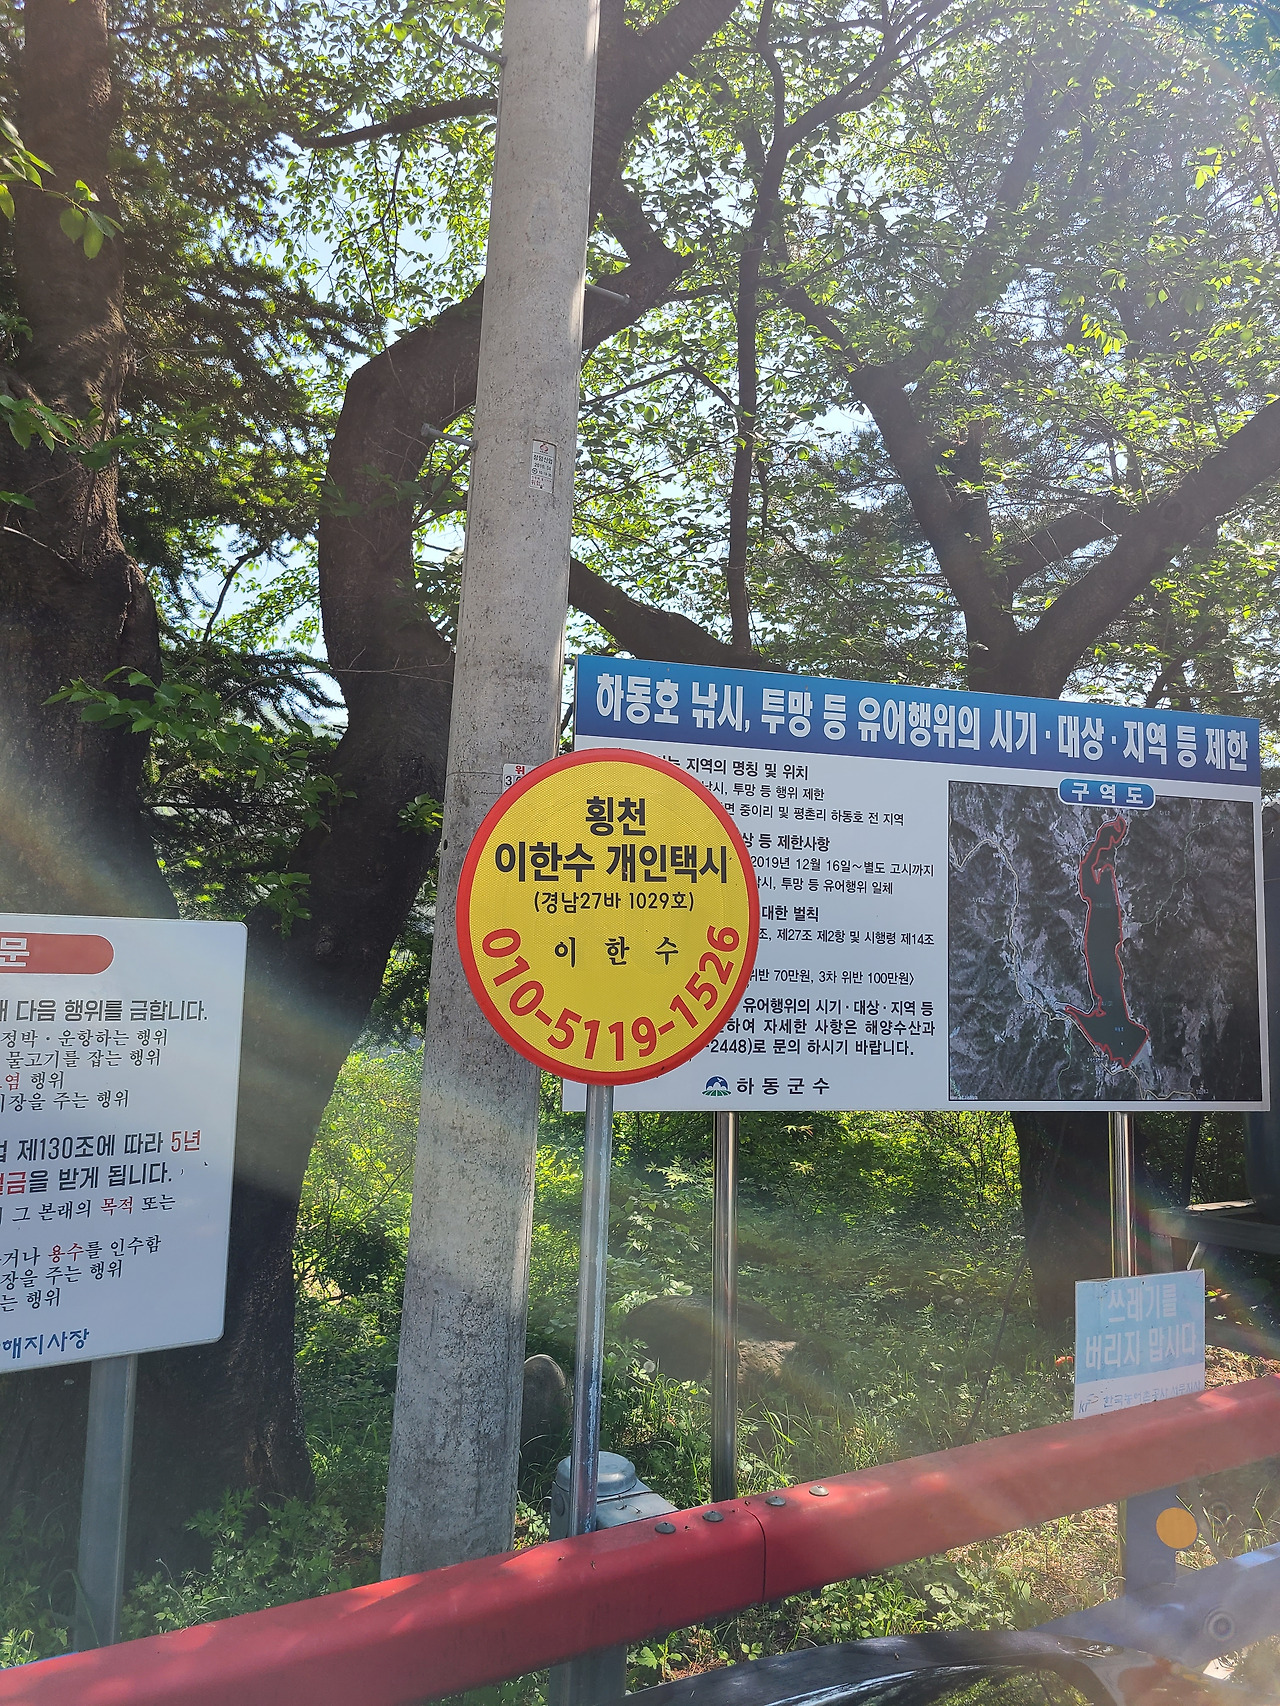 하동호 낚시, 투망 등 유어행위의 시기·대상·지역 등 제한
지역의 명칭 및 위치
낚시, 투망 등 행위 제한
중이리 및 평촌리 하동호 전 지역
상 등 제한사항
2019년 12월 16일~별도 고시까지
낚시, 투망 등 유어행위 일체
대한 벌칙
조, 제27조 제2항 및 시행령 제14조
위반 70만원, 3차 위반 100만원>
유어행위의 시기·대상·지역 등
하여 자세한 사항은 해양수산과
-2448)로 문의 하시기 바랍니다.
하동군수
구역도
횡천
이한수 개인택시
(경남27바 1029호)
이 한 수
010-5119-1526
문
다음 행위를 금합니다.
정박·운항하는 행위
물고기를 잡는 행위
염 행위
장을 주는 행위
제130조에 따라 5년
금을 받게 됩니다.
그 본래의 목적 또는
거나 용수를 인수함
장을 주는 행위
는 행위
해지사장
쓰레기를
버리지 맙시다